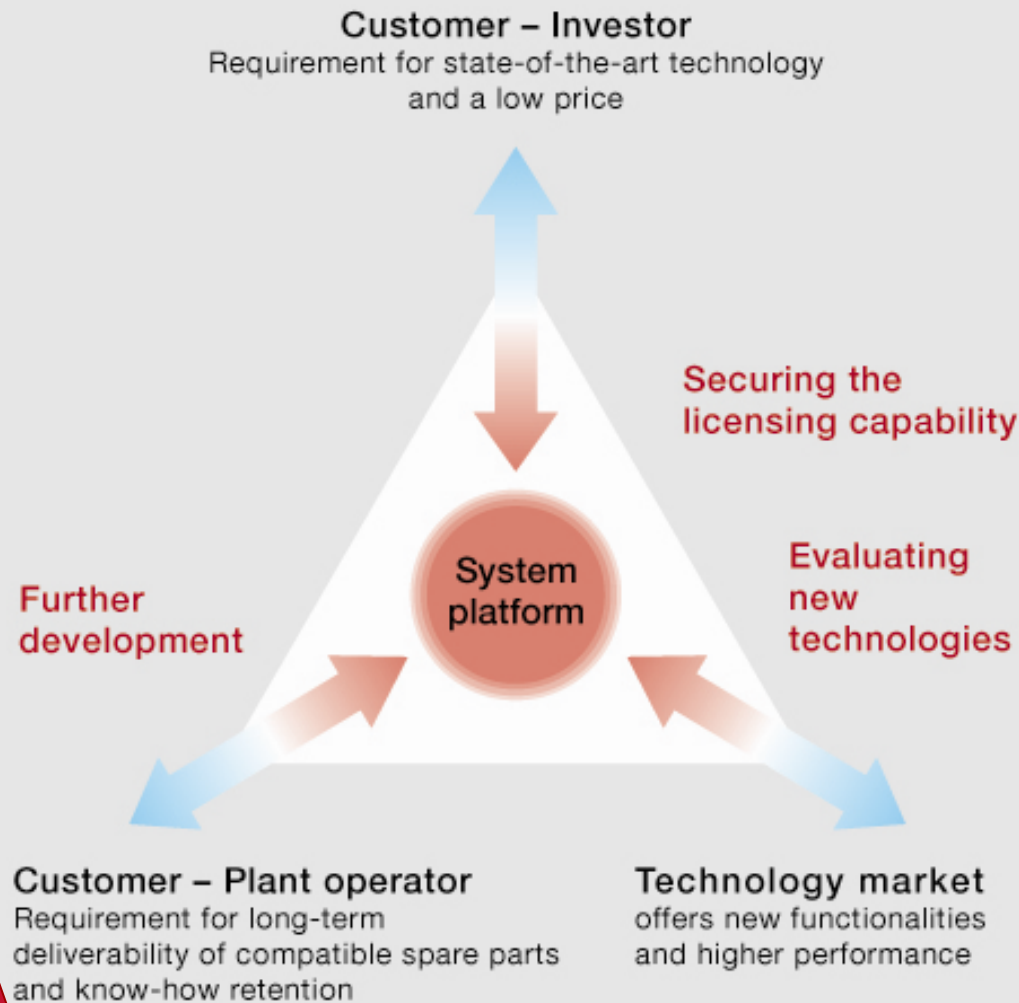 Customer – Investor
Requirement for state-of-the-art technology
and a low price
Securing the
licensing capability
System
platform
Evaluating
new
technologies
Further
development
Customer – Plant operator
Requirement for long-term
deliverability of compatible spare parts
and know-how retention
Technology market
offers new functionalities
and higher performance